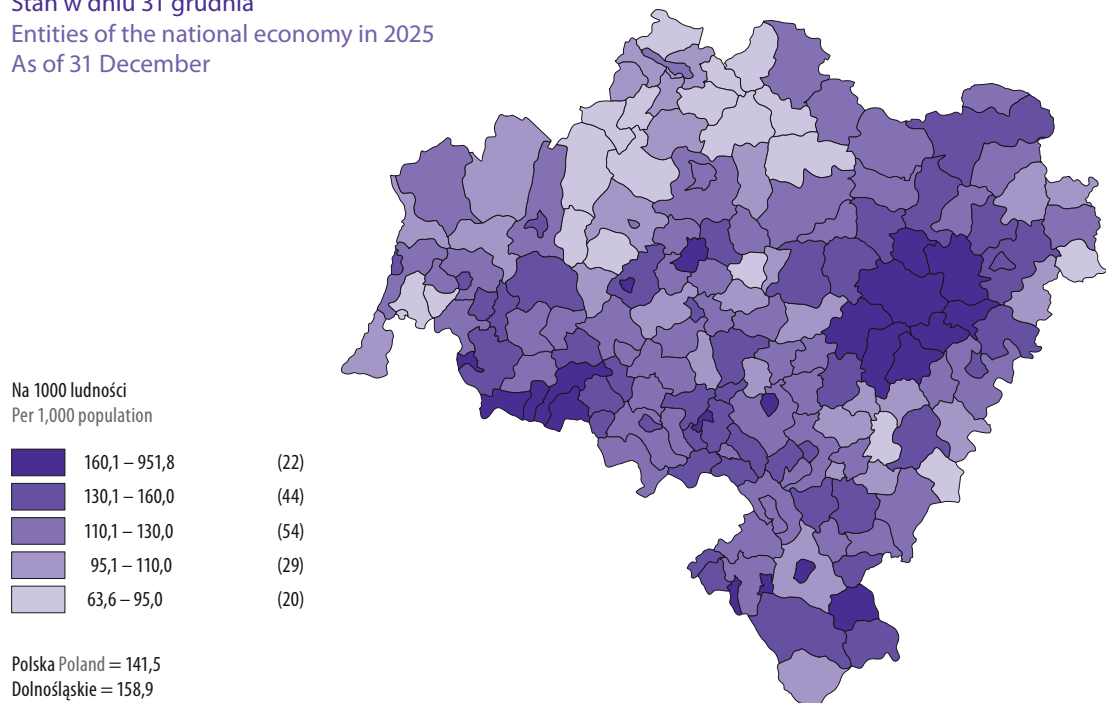 Stan w dniu 31 grudnia
Entities of the national economy in 2025
As of 31 December
Na 1000 ludności
Per 1,000 population
160,1 – 951,8 (22)
130,1 – 160,0 (44)
110,1 – 130,0 (54)
95,1 – 110,0 (29)
63,6 – 95,0 (20)
Polska Poland = 141,5
Dolnośląskie = 158,9